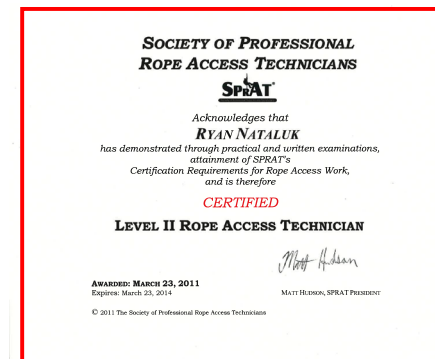 SOCIETY OF PROFESSIONAL
ROPE ACCESS TECHNICIANS
SPRAT
Acknowledges that
RYAN NATALUK
has demonstrated through practical and written examinations,
attainment of SPRAT's
Certification Requirements for Rope Access Work,
and is therefore
CERTIFIED
LEVEL II ROPE ACCESS TECHNICIAN
Matt Hudson
AWARDED: MARCH 23, 2011
Expires: March 23, 2014
MATT HUDSON, SPRAT PRESIDENT
© 2011 The Society of Professional Rope Access Technicians